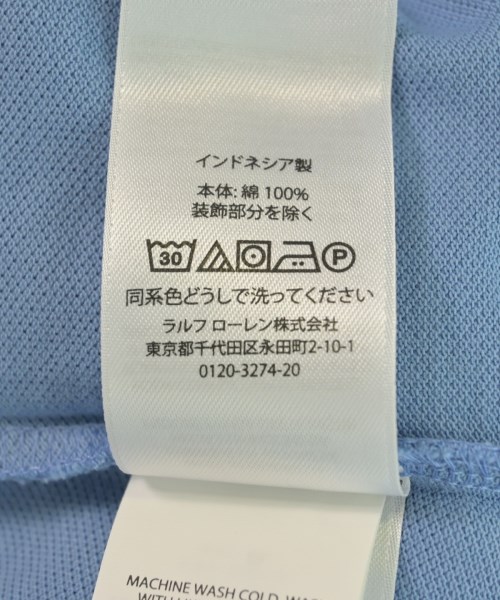 インドネシア製
本体: 綿 100%
装飾部分を除く
30 P
同系色どうしで洗ってください
ラルフ ローレン株式会社
東京都千代田区永田町2-10-1
0120-3274-20
MACHINE WASH COLD.